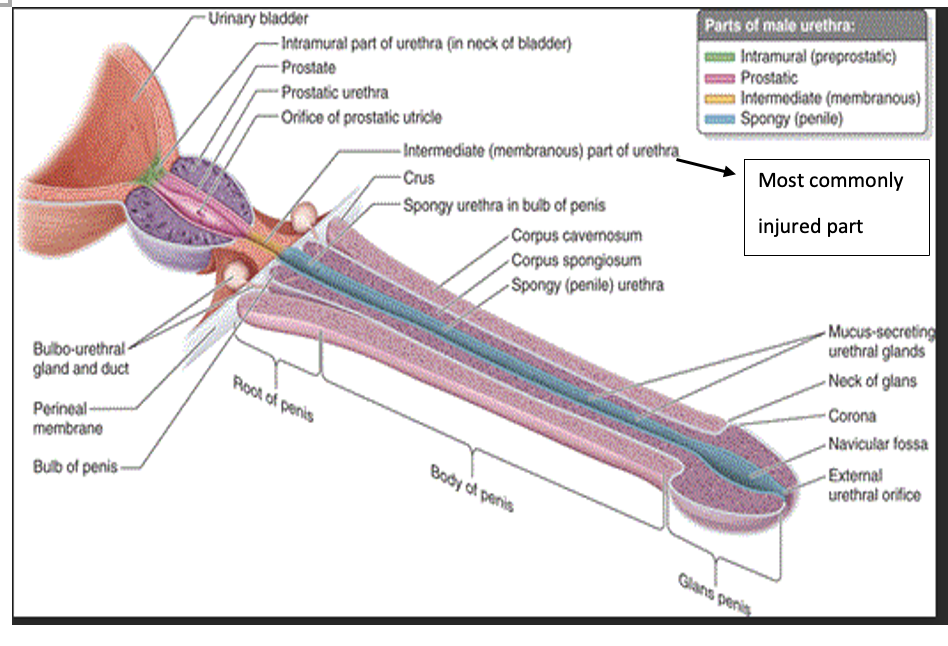 Urinary bladder
Intramural part of urethra (in neck of bladder)
Prostate
Prostatic urethra
Orifice of prostatic utricle
Intermediate (membranous) part of urethra
Crus
Spongy urethra in bulb of penis
Corpus cavernosum
Corpus spongiosum
Spongy (penile) urethra
Parts of male urethra:
Intramural (preprostatic)
Prostatic
Intermediate (membranous)
Spongy (penile)
Most commonly
injured part
Mucus-secreting
urethral glands
Neck of glans
Corona
Navicular fossa
External
urethral orifice
Bulbo-urethral
gland and duct
Perineal
membrane
Bulb of penis
Root of penis
Body of penis
Glans penis